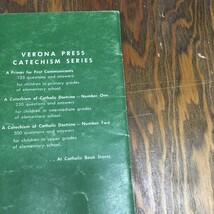 VERONA PRESS
CATECHISM SERIES
A Primer for First Communicants
125 questions and answers
for children in primary grades
of elementary school.
A Catechism of Catholic Doctrine—Number One
250 questions and answers
for children in intermediate grades
of elementary school.
A Catechism of Catholic Doctrine—Number Two
500 questions and answers
for children in upper grades
of elementary school.
At Catholic Book Stores